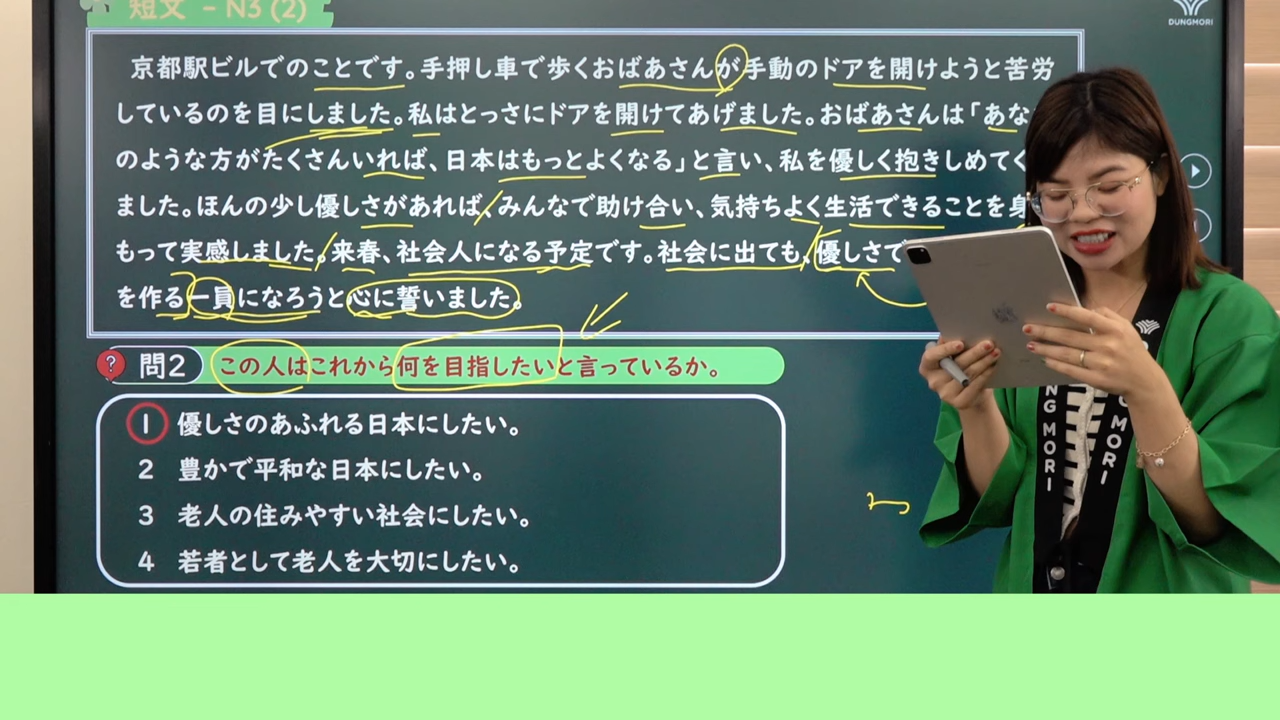 短文 - N3 (2)
DUNGMORI
京都駅ビルでのことです。手押し車で歩くおばあさんが手動のドアを開けようと苦労
しているのを目にしました。私はとっさにドアを開けてあげました。おばあさんは「あな
のような方がたくさんいれば、日本はもっとよくなる」と言い、私を優しく抱きしめてく
ました。ほんの少し優しさがあれば、みんなで助け合い、気持ちよく生活できることを身
もって実感しました。来春、社会人になる予定です。社会に出ても、優しさで
を作る一員になろうと心に誓いました。
? 問2 この人はこれから何を目指したいと言っているか。
1 優しさのあふれる日本にしたい。
2 豊かで平和な日本にしたい。
3 老人の住みやすい社会にしたい。
4 若者として老人を大切にしたい。
NG MORI
MORI